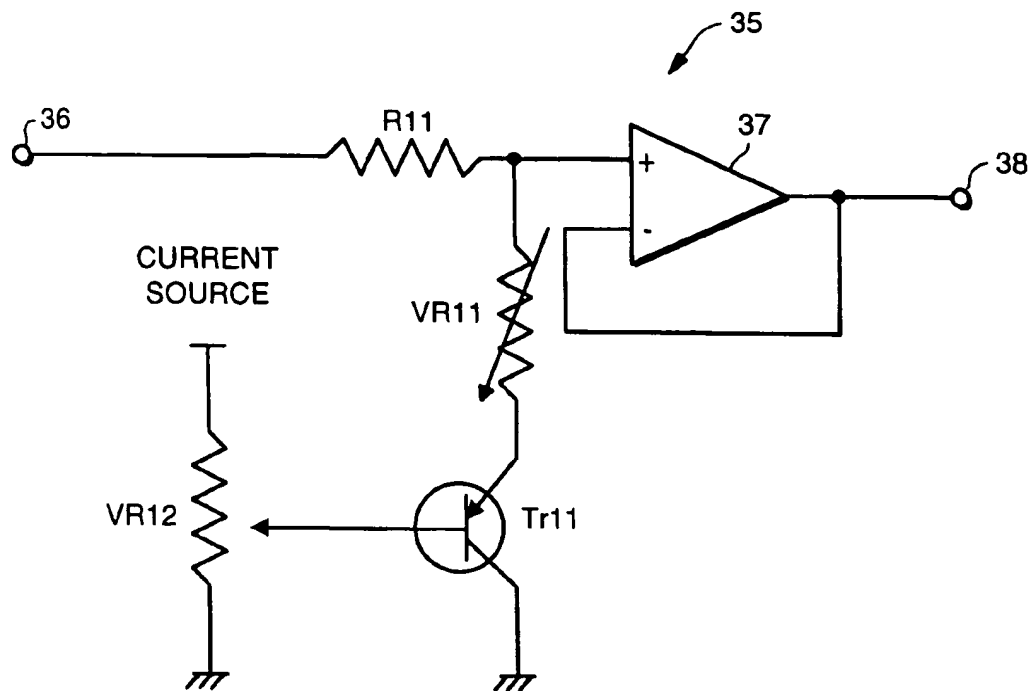 35
36
R11
37
+
-
38
CURRENT
SOURCE
VR11
VR12
Tr11